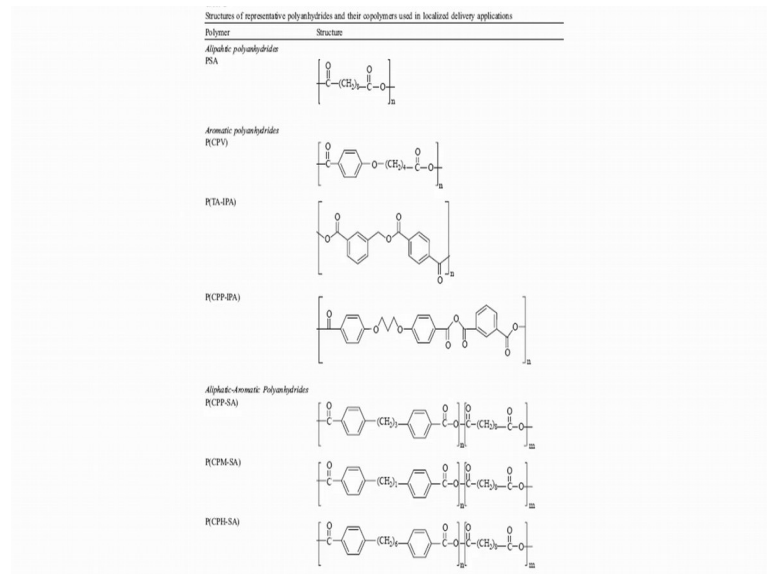 Structures of representative polyanhydrides and their copolymers used in localized delivery applications
Polymer Structure
Alipahtic polyanhydrides
PSA
Aromatic polyanhydrides
P(CPV)
P(TA-IPA)
P(CPP-IPA)
Aliphatic-Aromatic Polyanhydrides
P(CPP-SA)
P(CPM-SA)
P(CPH-SA)